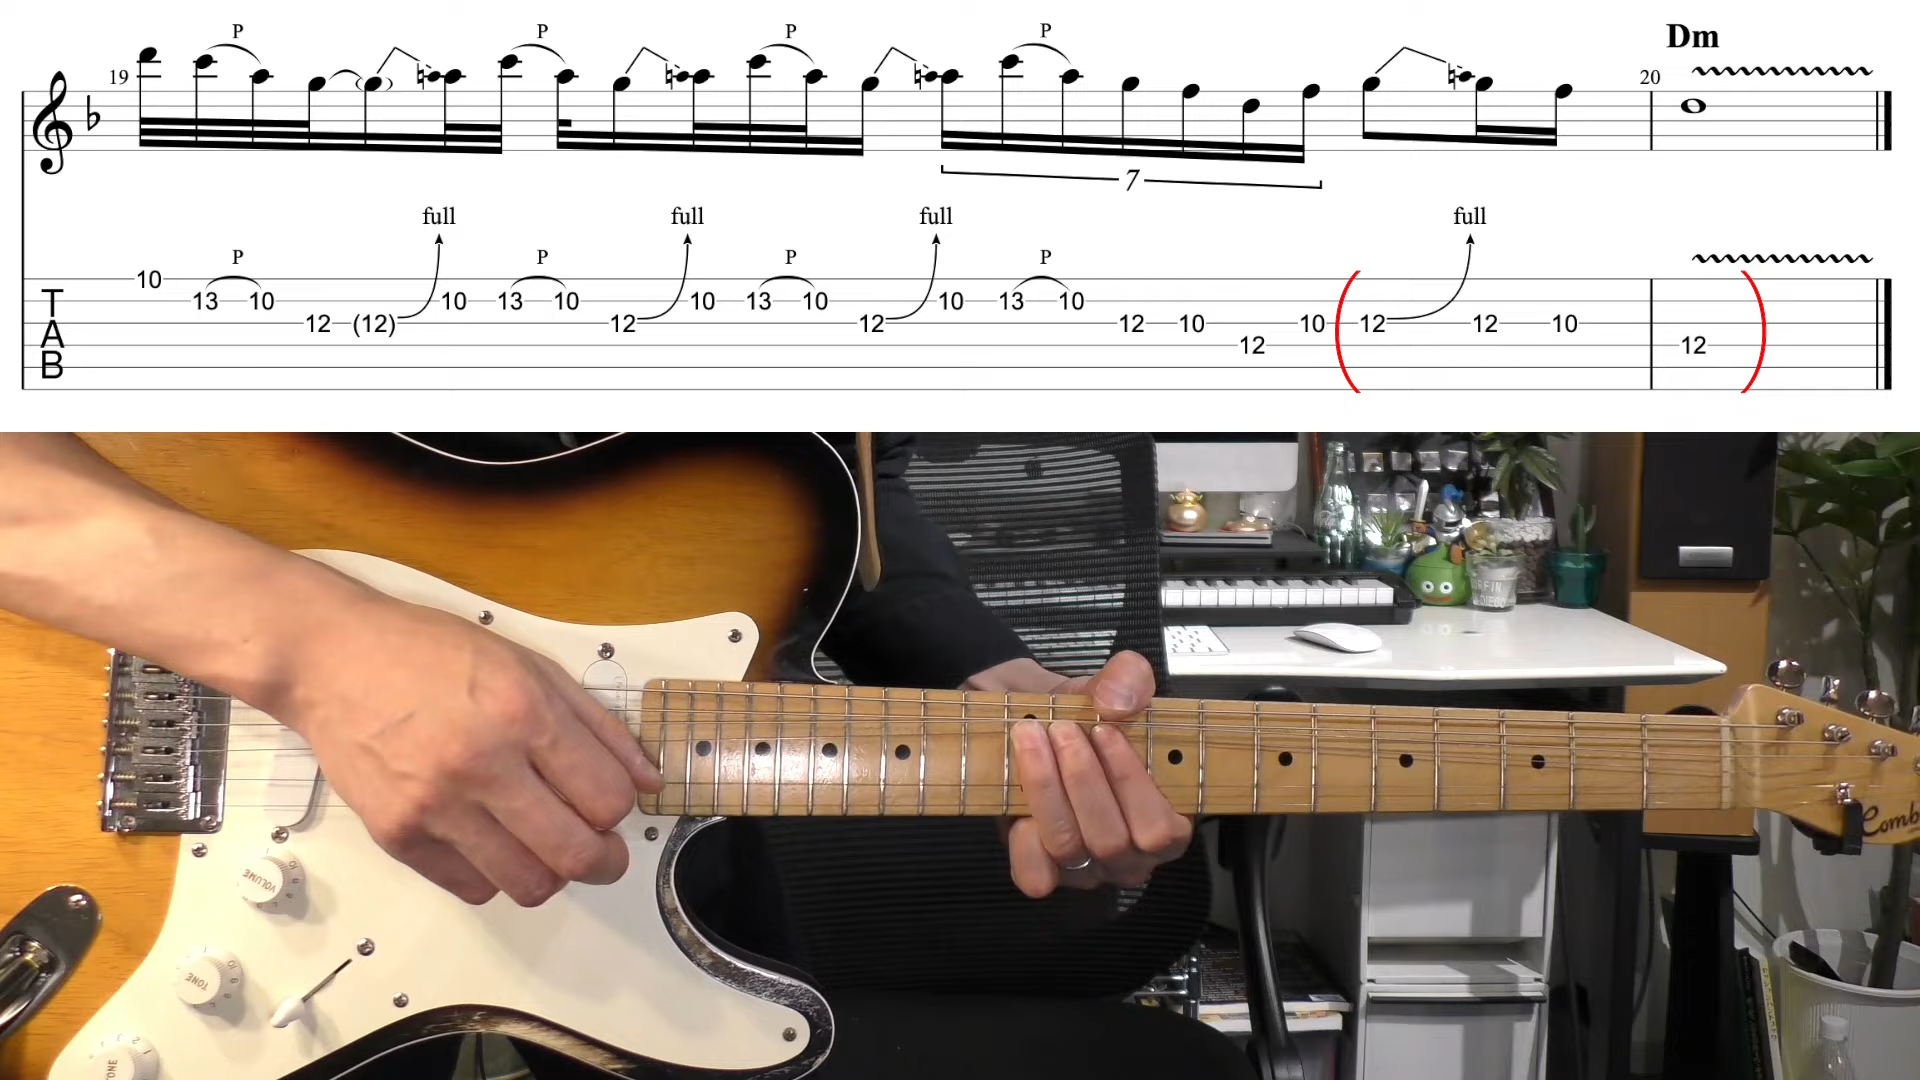 Dm
P P P P
19 20
7
full full full full
P P P P
10
T 13 10 10 13 10 10 13 10 10 13 10
A 12 (12) 12 12 12 10 10 12 12 10
12 12
B
VOLUME
TONE
TONE
Comb